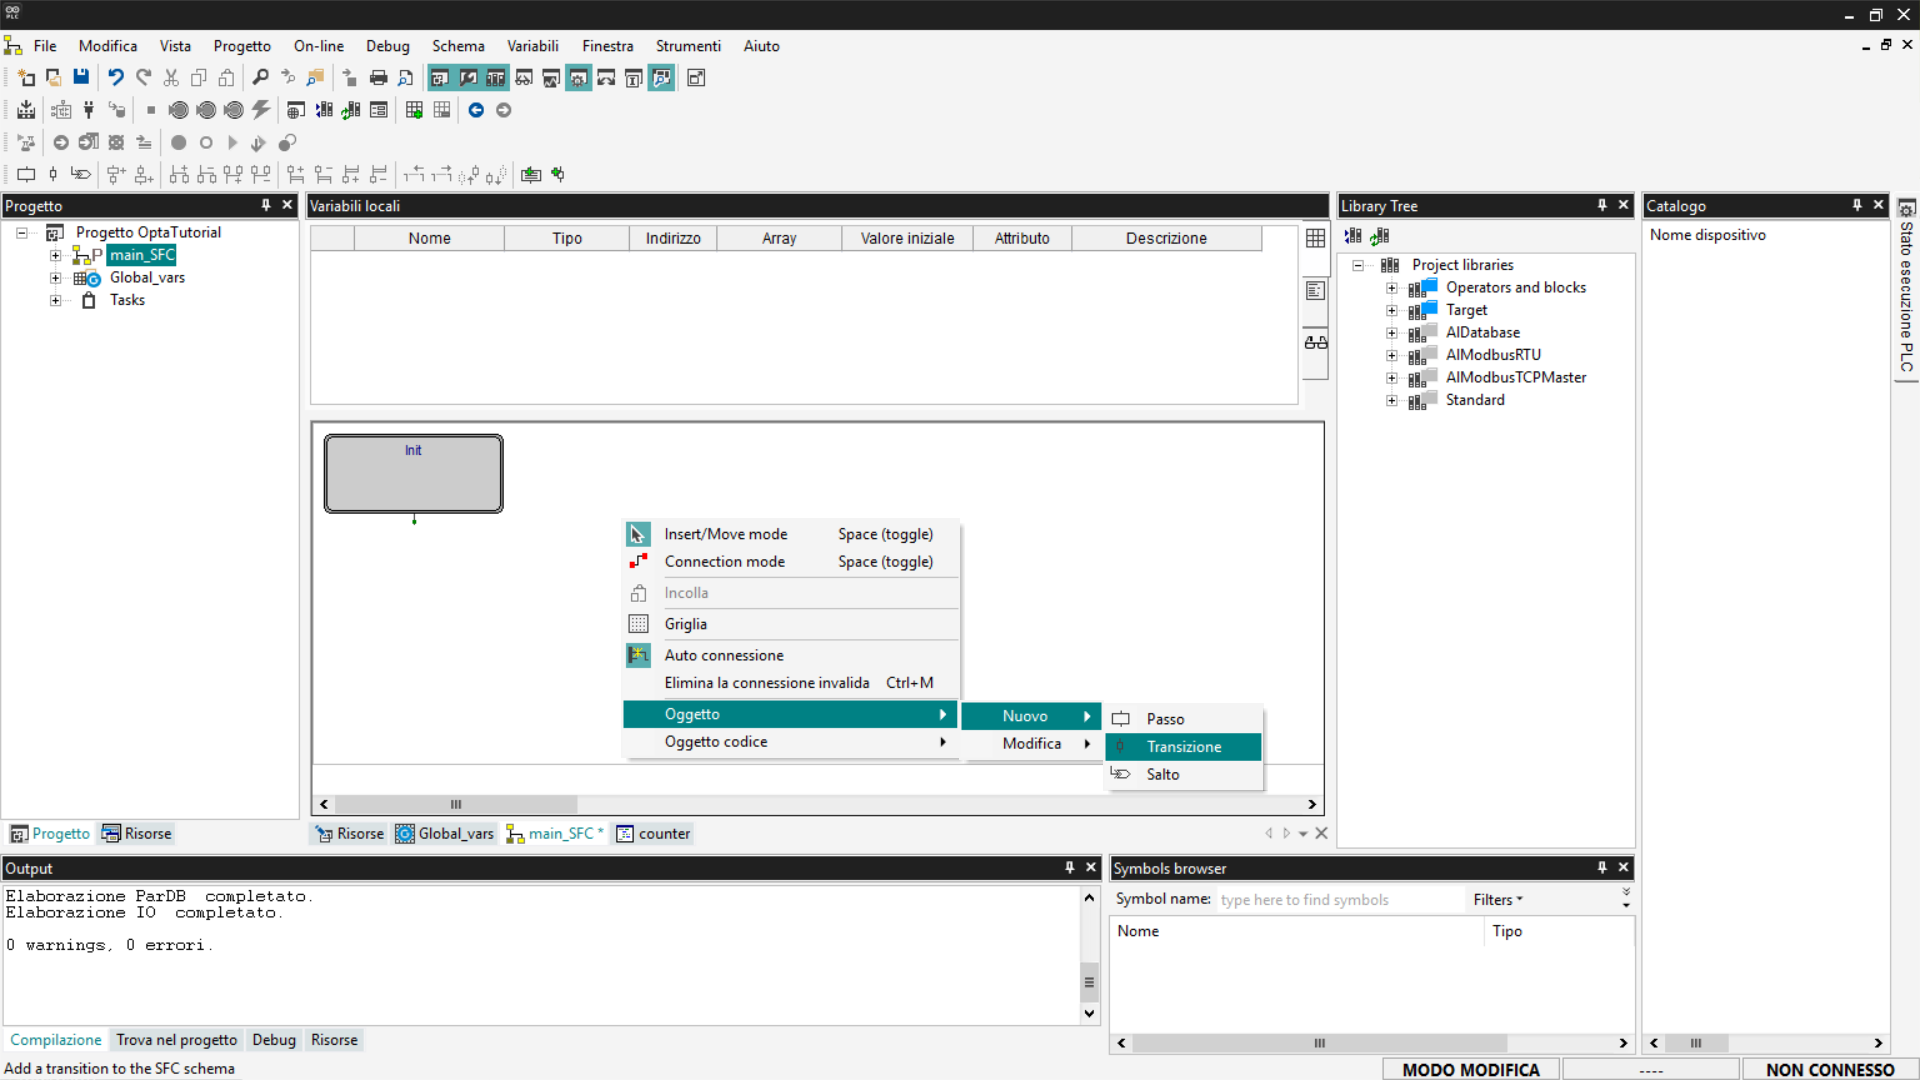 PLC
File Modifica Vista Progetto On-line Debug Schema Variabili Finestra Strumenti Aiuto
Progetto
Progetto OptaTutorial
P main_SFC
Global_vars
Tasks
Progetto Risorse
Variabili locali
Nome Tipo Indirizzo Array Valore iniziale Attributo Descrizione
Init
Insert/Move mode Space (toggle)
Connection mode Space (toggle)
Incolla
Griglia
Auto connessione
Elimina la connessione invalida Ctrl+M
Oggetto
Oggetto codice
Nuovo
Modifica
Passo
Transizione
Salto
Risorse Global_vars main_SFC * counter
Library Tree
Project libraries
Operators and blocks
Target
AlDatabase
AlModbusRTU
AlModbusTCPMaster
Standard
Catalogo
Nome dispositivo
Stato esecuzione PLC
Output
Elaborazione ParDB completato.
Elaborazione IO completato.
0 warnings, 0 errori.
Compilazione Trova nel progetto Debug Risorse
Symbols browser
Symbol name: type here to find symbols Filters
Nome Tipo
Add a transition to the SFC schema
MODO MODIFICA ---- NON CONNESSO